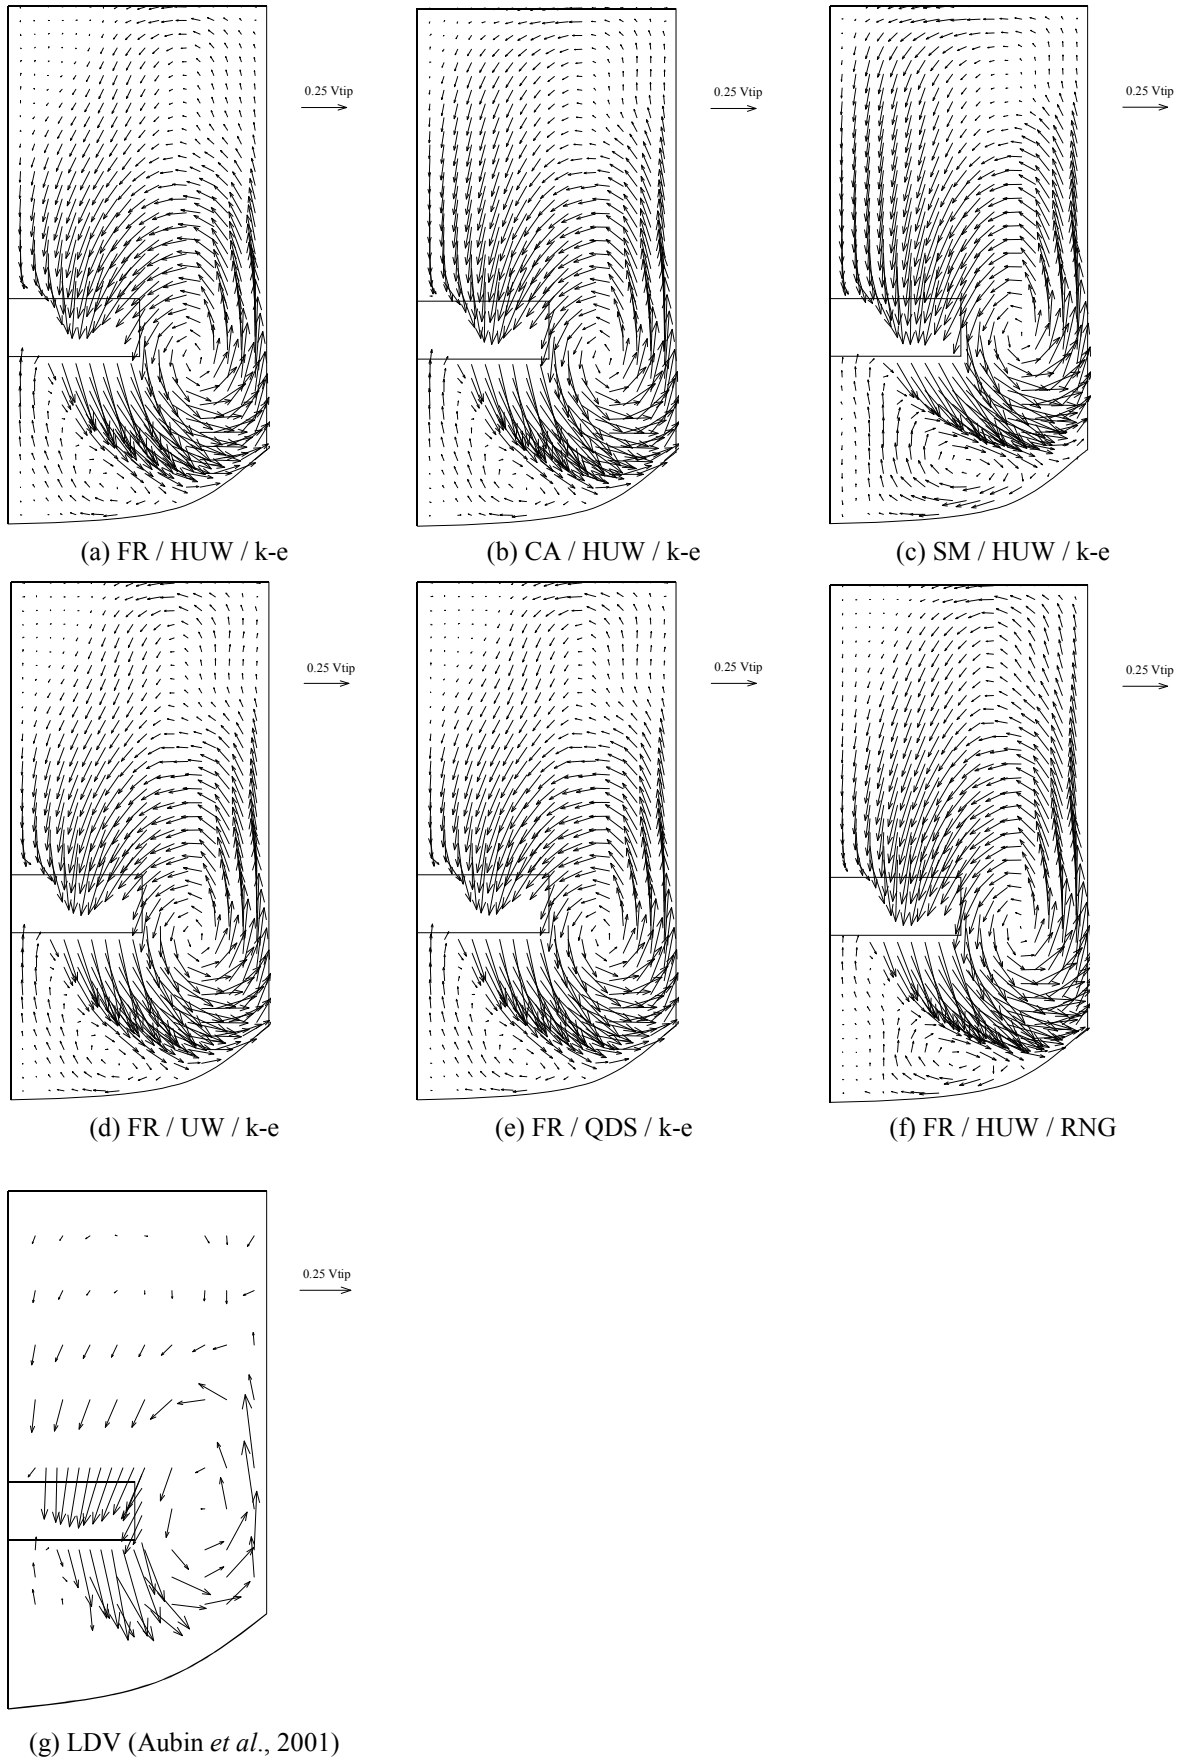 0.25 Vtip
0.25 Vtip
0.25 Vtip
(a) FR / HUW / k-e
(b) CA / HUW / k-e
(c) SM / HUW / k-e
0.25 Vtip
0.25 Vtip
0.25 Vtip
(d) FR / UW / k-e
(e) FR / QDS / k-e
(f) FR / HUW / RNG
0.25 Vtip
(g) LDV (Aubin et al., 2001)